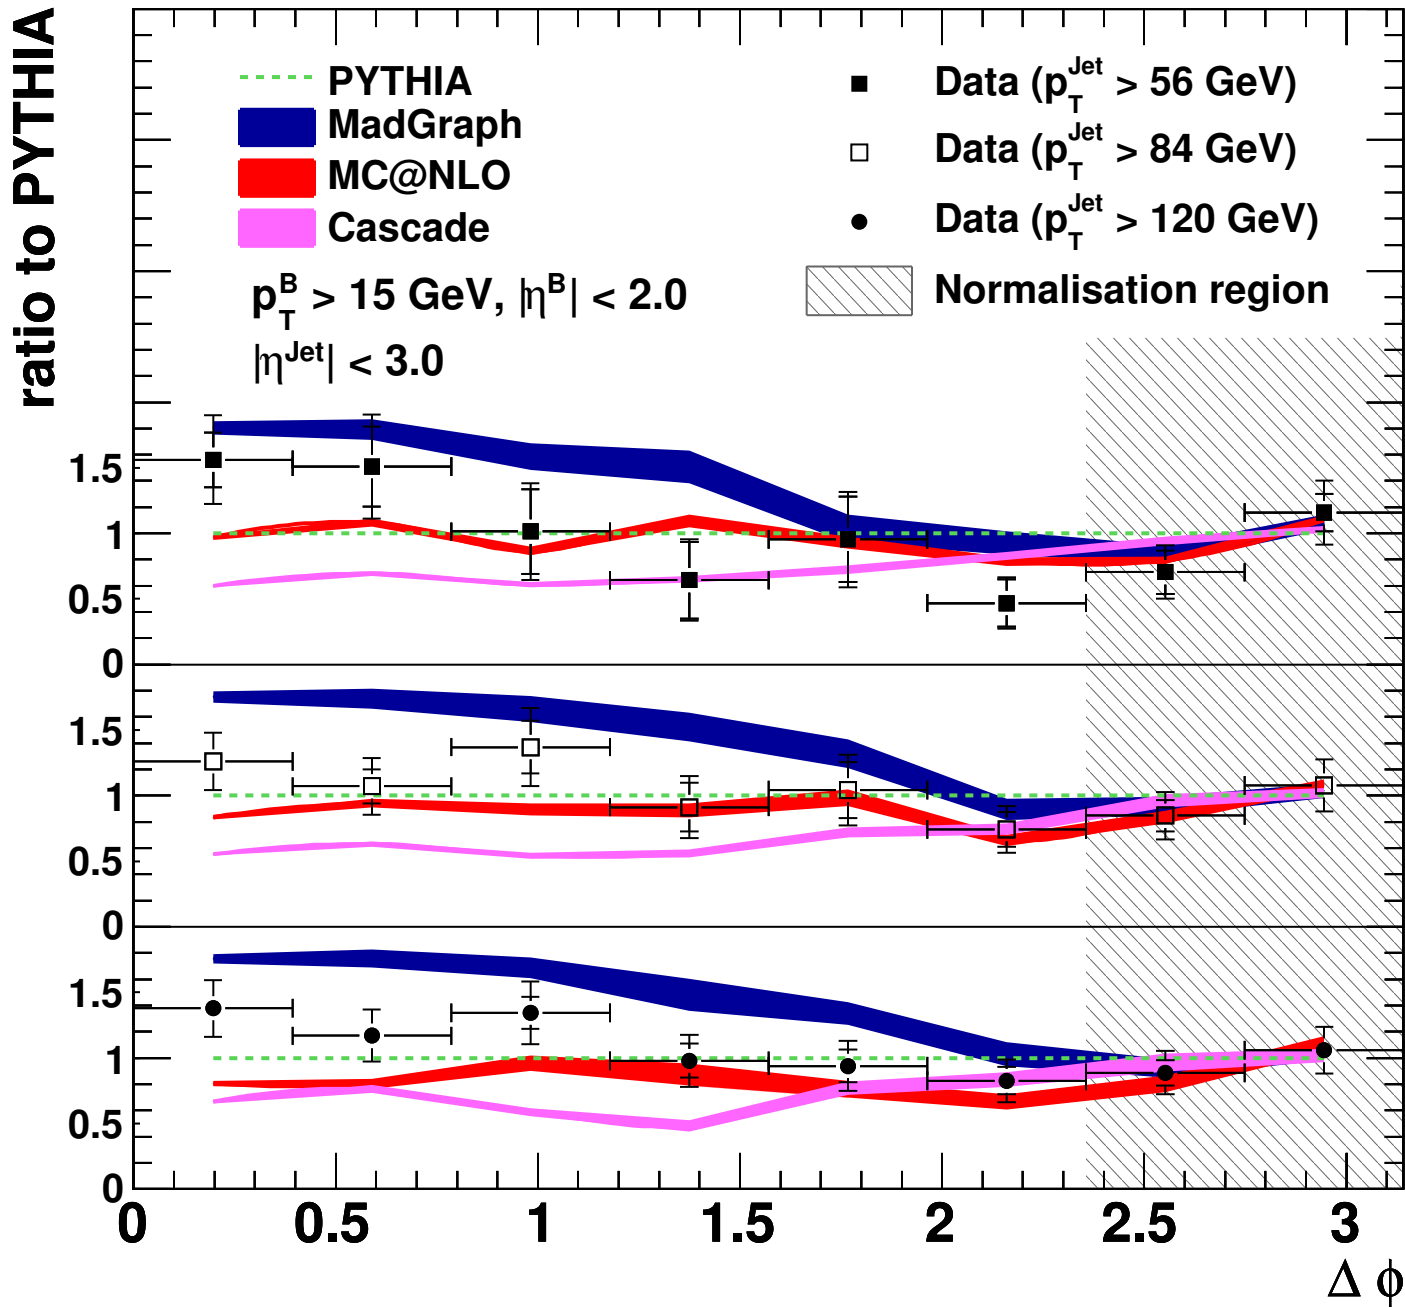 ratio to PYTHIA
PYTHIA
MadGraph
MC@NLO
Cascade
p_T^B > 15 GeV, |η^B| < 2.0
|η^Jet| < 3.0
Data (p_T^Jet > 56 GeV)
Data (p_T^Jet > 84 GeV)
Data (p_T^Jet > 120 GeV)
Normalisation region
1.5
1
0.5
0
1.5
1
0.5
0
1.5
1
0.5
0
0 0.5 1 1.5 2 2.5 3
Δ ϕ